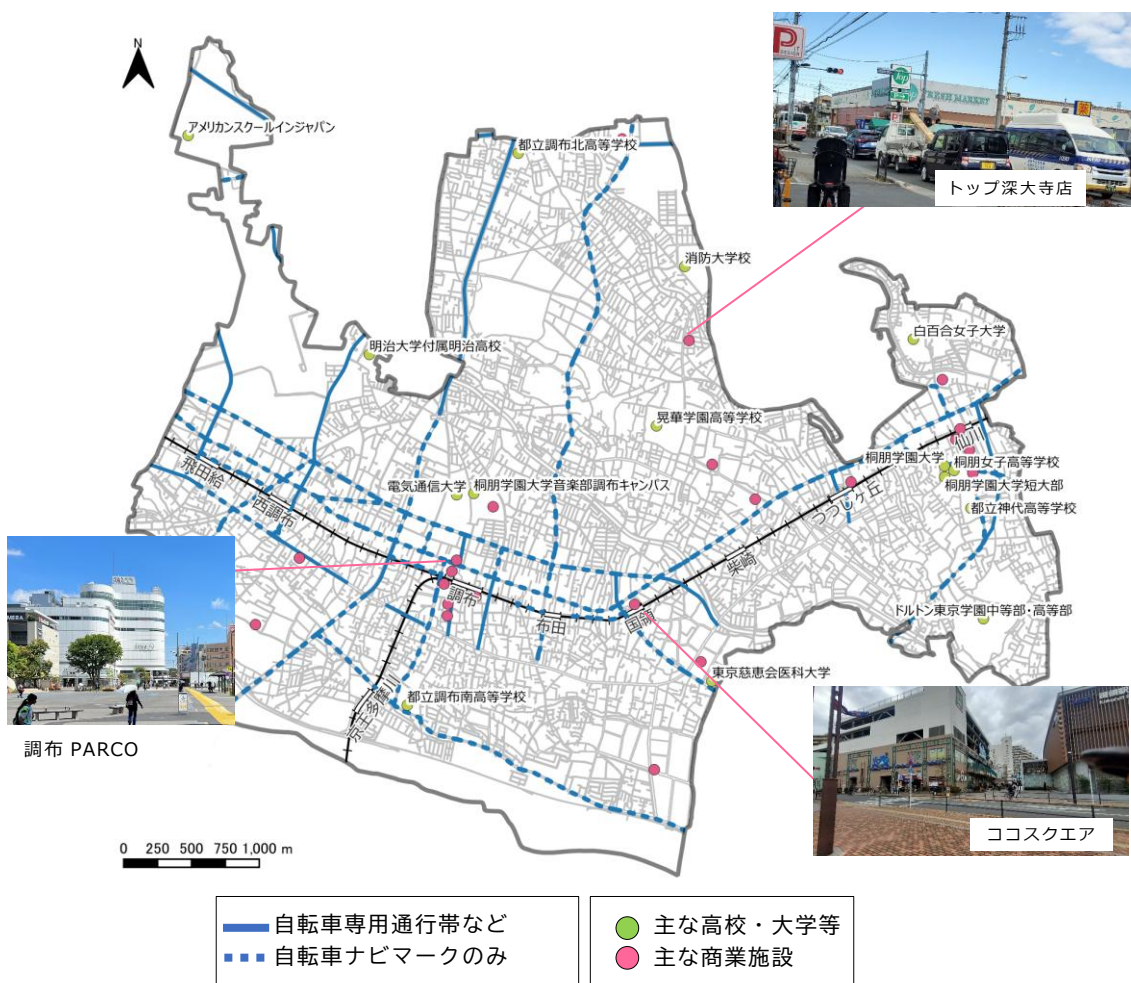 N
アメリカンスクールインジャパン
都立調布北高等学校
P
Top
FRESH MARKET
トップ深大寺店
消防大学校
白百合女子大学
明治大学付属明治高校
晃華学園高等学校
仙川
桐朋学園大学
桐朋女子高等学校
桐朋学園大学短大部
電気通信大学
桐朋学園大学音楽部調布キャンパス
都立神代高等学校
飛田給
西調布
つつじヶ丘
柴崎
調布
布田
国領
PARCO
ドルトン東京学園中等部・高等部
東京慈恵会医科大学
京王多摩川
都立調布南高等学校
調布 PARCO
ココスクエア
0 250 500 750 1,000 m
自転車専用通行帯など
自転車ナビマークのみ
主な高校・大学等
主な商業施設